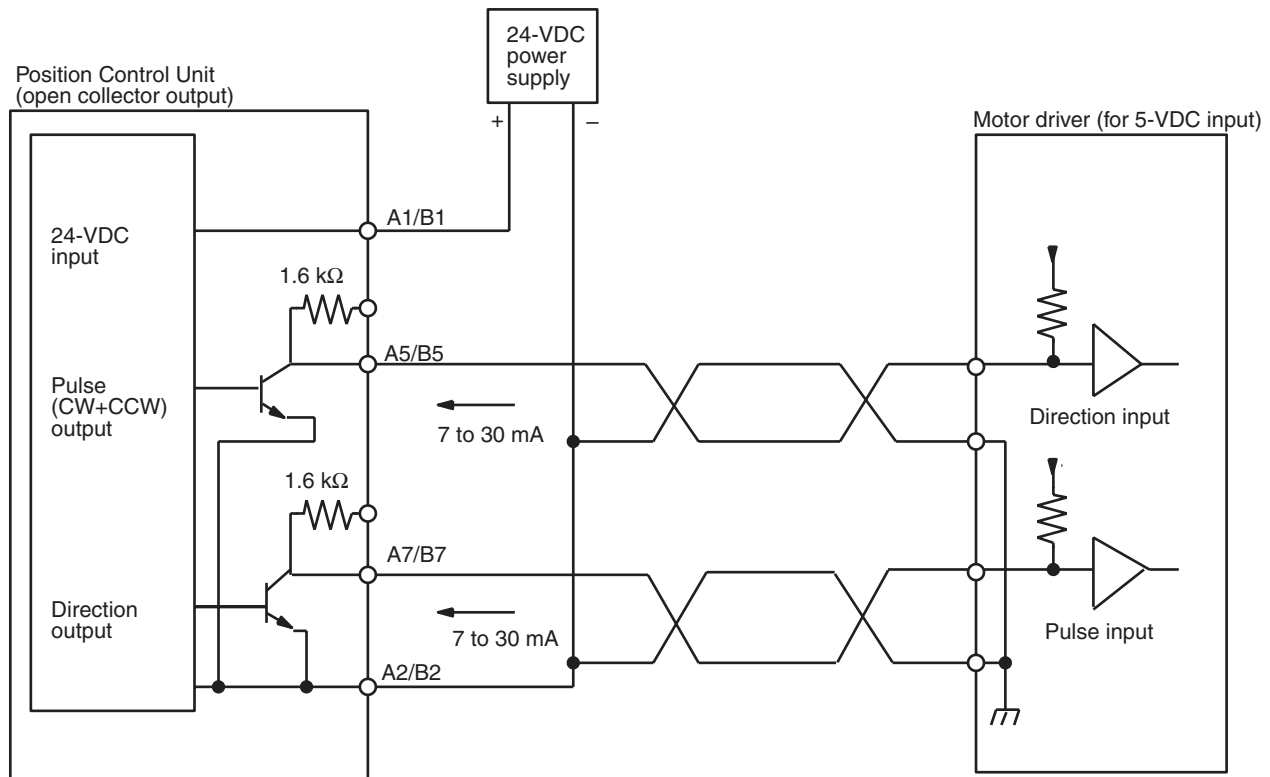 24-VDC
power
supply
Position Control Unit
(open collector output)
+
–
Motor driver (for 5-VDC input)
A1/B1
24-VDC
input
1.6 kΩ
A5/B5
Pulse
(CW+CCW)
output
7 to 30 mA
Direction input
1.6 kΩ
A7/B7
Direction
output
7 to 30 mA
Pulse input
A2/B2